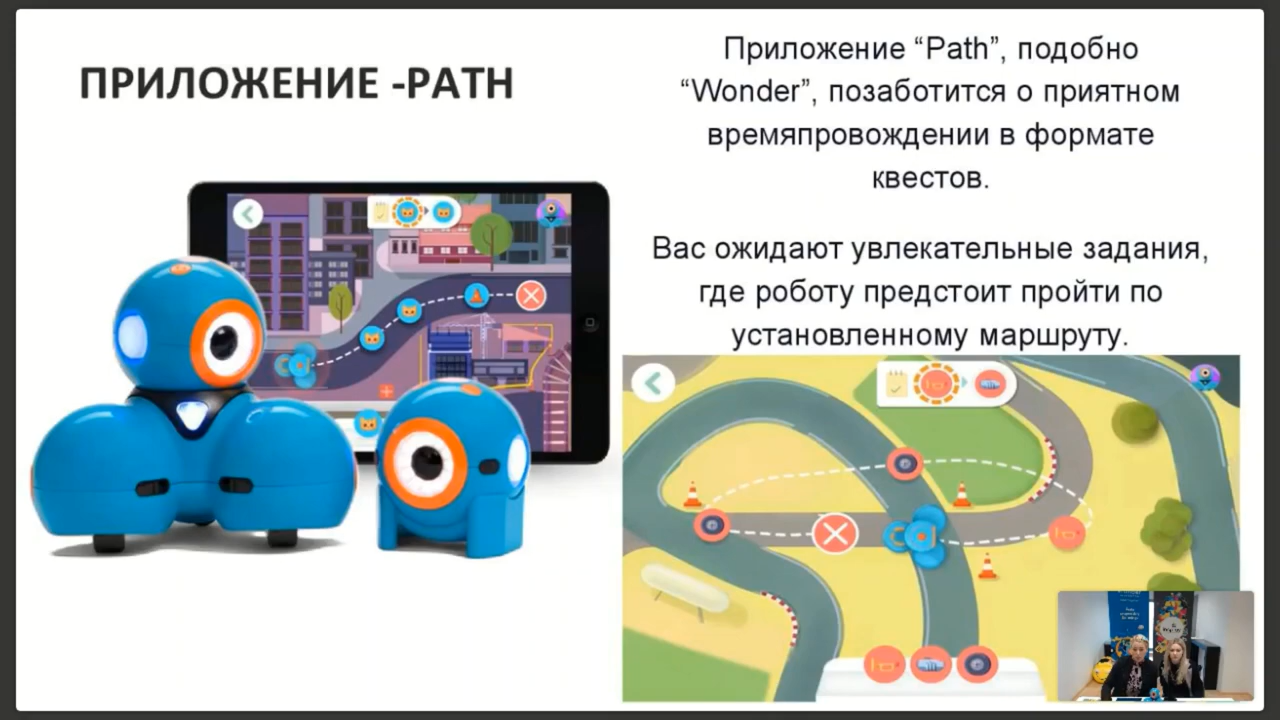 ПРИЛОЖЕНИЕ -PATH
Приложение “Path”, подобно
“Wonder”, позаботится о приятном
времяпровождении в формате
квестов.
Вас ожидают увлекательные задания,
где роботу предстоит пройти по
установленному маршруту.